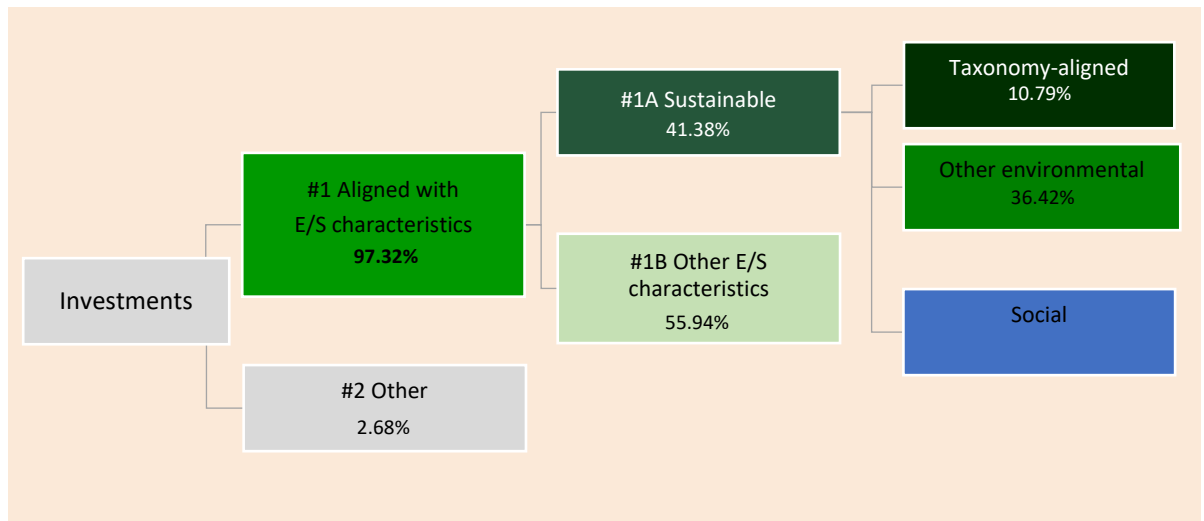 Investments
#1 Aligned with
E/S characteristics
97.32%
#2 Other
2.68%
#1A Sustainable
41.38%
#1B Other E/S
characteristics
55.94%
Taxonomy-aligned
10.79%
Other environmental
36.42%
Social